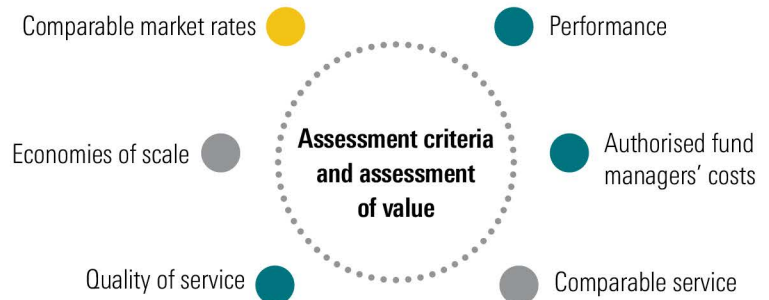 Comparable market rates
Performance
Economies of scale
Assessment criteria
and assessment
of value
Authorised fund
managers' costs
Quality of service
Comparable service